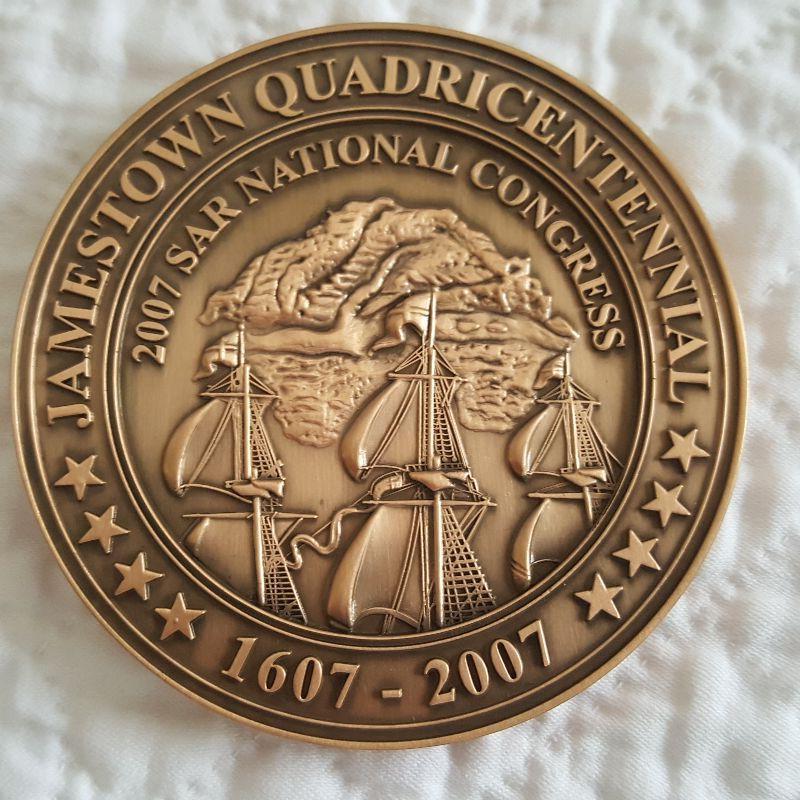 JAMESTOWN QUADRICENTENNIAL
2007 SAR NATIONAL CONGRESS
1607 - 2007